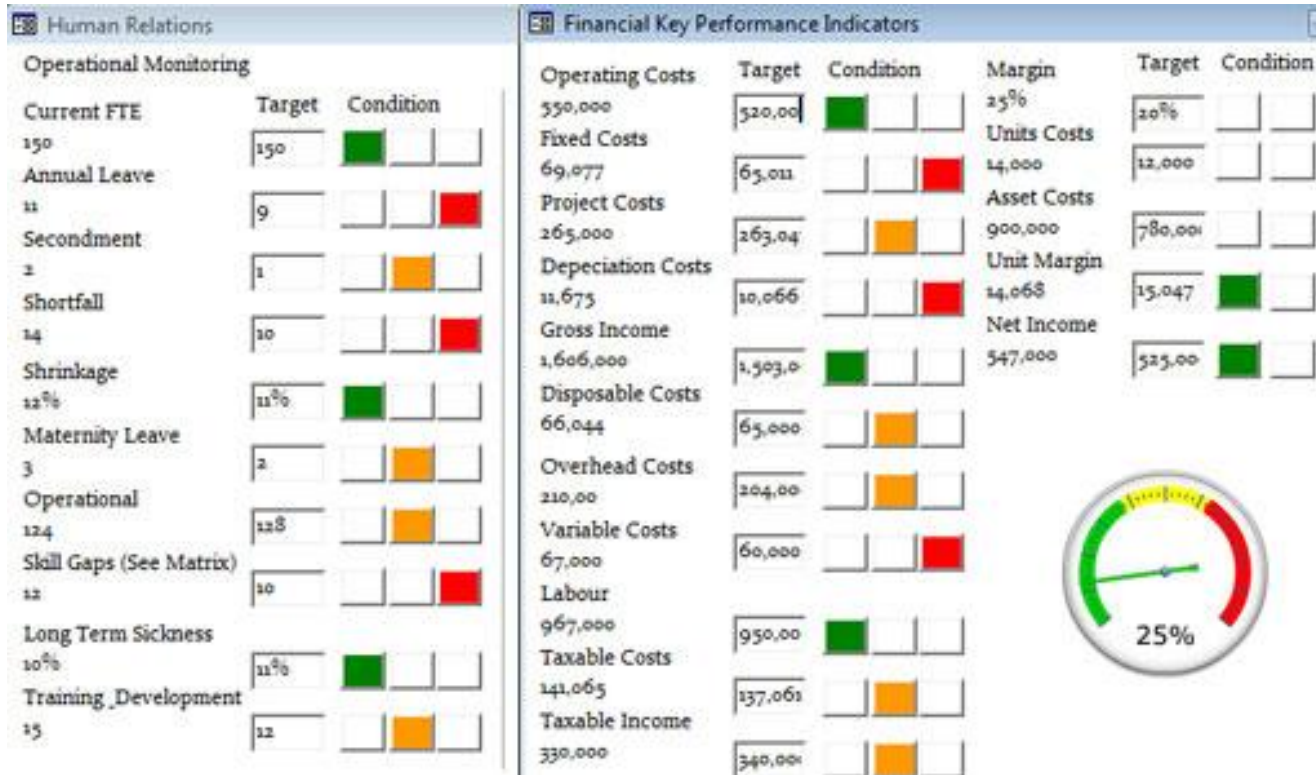 Human Relations
Operational Monitoring
Target Condition
Current FTE
150
150
Annual Leave
11
9
Secondment
2
1
Shortfall
14
10
Shrinkage
12%
11%
Maternity Leave
3
2
Operational
124
128
Skill Gaps (See Matrix)
12
10
Long Term Sickness
10%
11%
Training_Development
15
12
Financial Key Performance Indicators
Target Condition
Operating Costs
550,000
520,00
Fixed Costs
69,077
65,011
Project Costs
265,000
263,04
Depeciation Costs
11,675
10,066
Gross Income
1,606,000
1,503,0
Disposable Costs
66,044
65,000
Overhead Costs
210,00
204,00
Variable Costs
67,000
60,000
Labour
967,000
950,00
Taxable Costs
141,065
137,061
Taxable Income
330,000
340,00
Target Condition
Margin
25%
20%
Units Costs
14,000
12,000
Asset Costs
900,000
780,00
Unit Margin
14,068
15,047
Net Income
547,000
525,00
25%